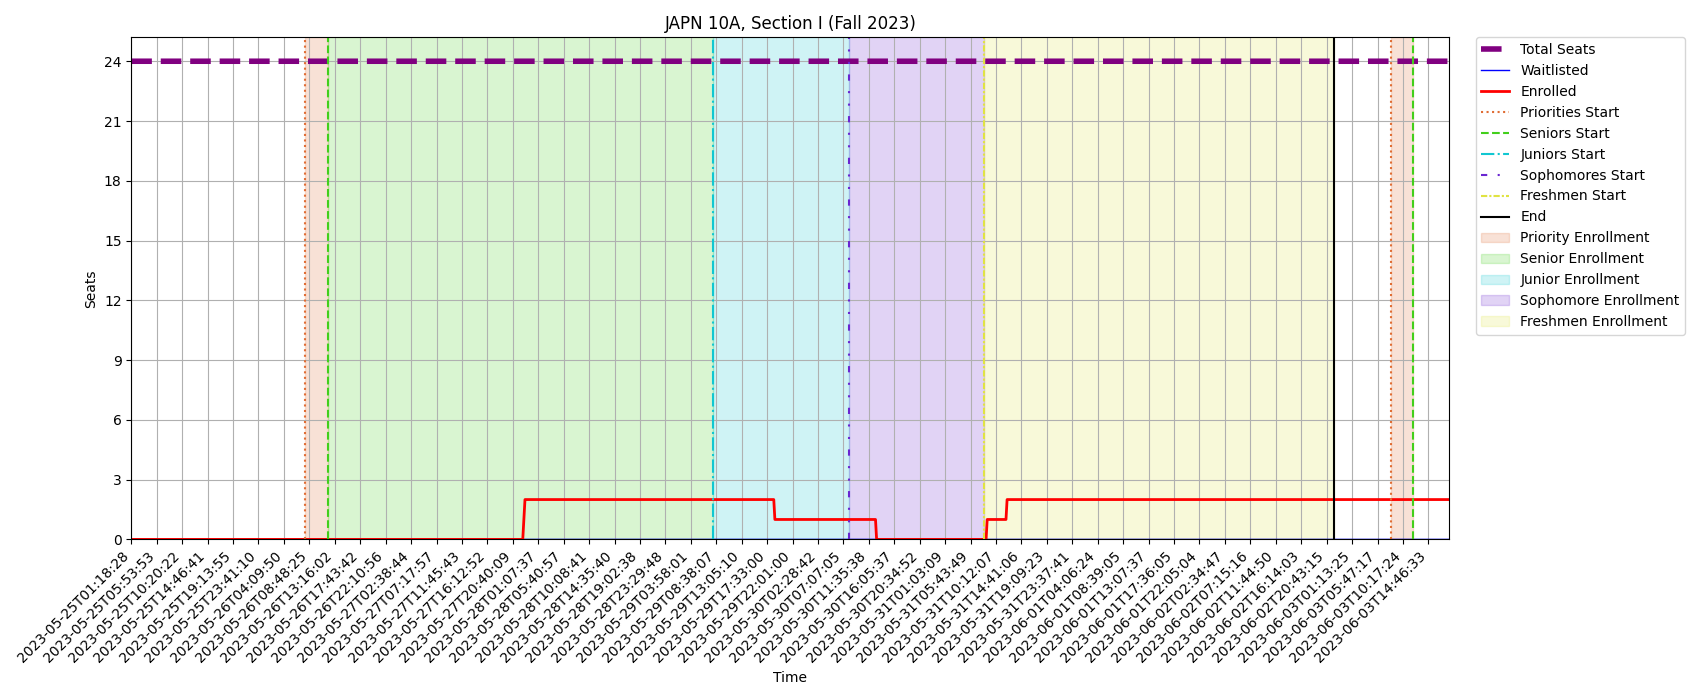 JAPN 10A, Section I (Fall 2023)
Seats
24
21
18
15
12
9
6
3
0
2023-05-25T01:18:28
2023-05-25T05:53:53
2023-05-25T10:20:22
2023-05-25T14:46:41
2023-05-25T19:13:55
2023-05-25T23:41:10
2023-05-26T04:09:50
2023-05-26T08:48:25
2023-05-26T13:16:02
2023-05-26T17:43:42
2023-05-26T22:10:56
2023-05-27T02:38:44
2023-05-27T07:17:57
2023-05-27T11:45:43
2023-05-27T16:12:52
2023-05-27T20:40:09
2023-05-28T01:07:37
2023-05-28T05:40:57
2023-05-28T10:08:41
2023-05-28T14:35:40
2023-05-28T19:02:38
2023-05-28T23:29:48
2023-05-29T03:58:01
2023-05-29T08:38:07
2023-05-29T13:05:10
2023-05-29T17:33:00
2023-05-29T22:01:00
2023-05-30T02:28:42
2023-05-30T07:07:05
2023-05-30T11:35:38
2023-05-30T16:05:37
2023-05-30T20:34:52
2023-05-31T01:03:09
2023-05-31T05:43:49
2023-05-31T10:12:07
2023-05-31T14:41:06
2023-05-31T19:09:23
2023-05-31T23:37:41
2023-06-01T04:06:24
2023-06-01T08:39:05
2023-06-01T13:07:37
2023-06-01T17:36:05
2023-06-01T22:05:04
2023-06-02T02:34:47
2023-06-02T07:15:16
2023-06-02T11:44:50
2023-06-02T16:14:03
2023-06-02T20:43:15
2023-06-03T01:13:25
2023-06-03T05:47:17
2023-06-03T10:17:24
2023-06-03T14:46:33
Time
Total Seats
Waitlisted
Enrolled
Priorities Start
Seniors Start
Juniors Start
Sophomores Start
Freshmen Start
End
Priority Enrollment
Senior Enrollment
Junior Enrollment
Sophomore Enrollment
Freshmen Enrollment